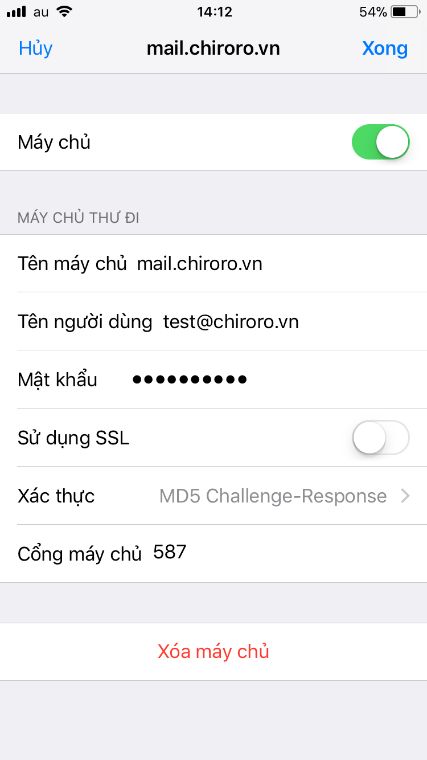 au 14:12 54%
Hủy mail.chiroro.vn Xong
Máy chủ
MÁY CHỦ THƯ ĐI
Tên máy chủ mail.chiroro.vn
Tên người dùng test@chiroro.vn
Mật khẩu ●●●●●●●●●●
Sử dụng SSL
Xác thực MD5 Challenge-Response
Cổng máy chủ 587
Xóa máy chủ